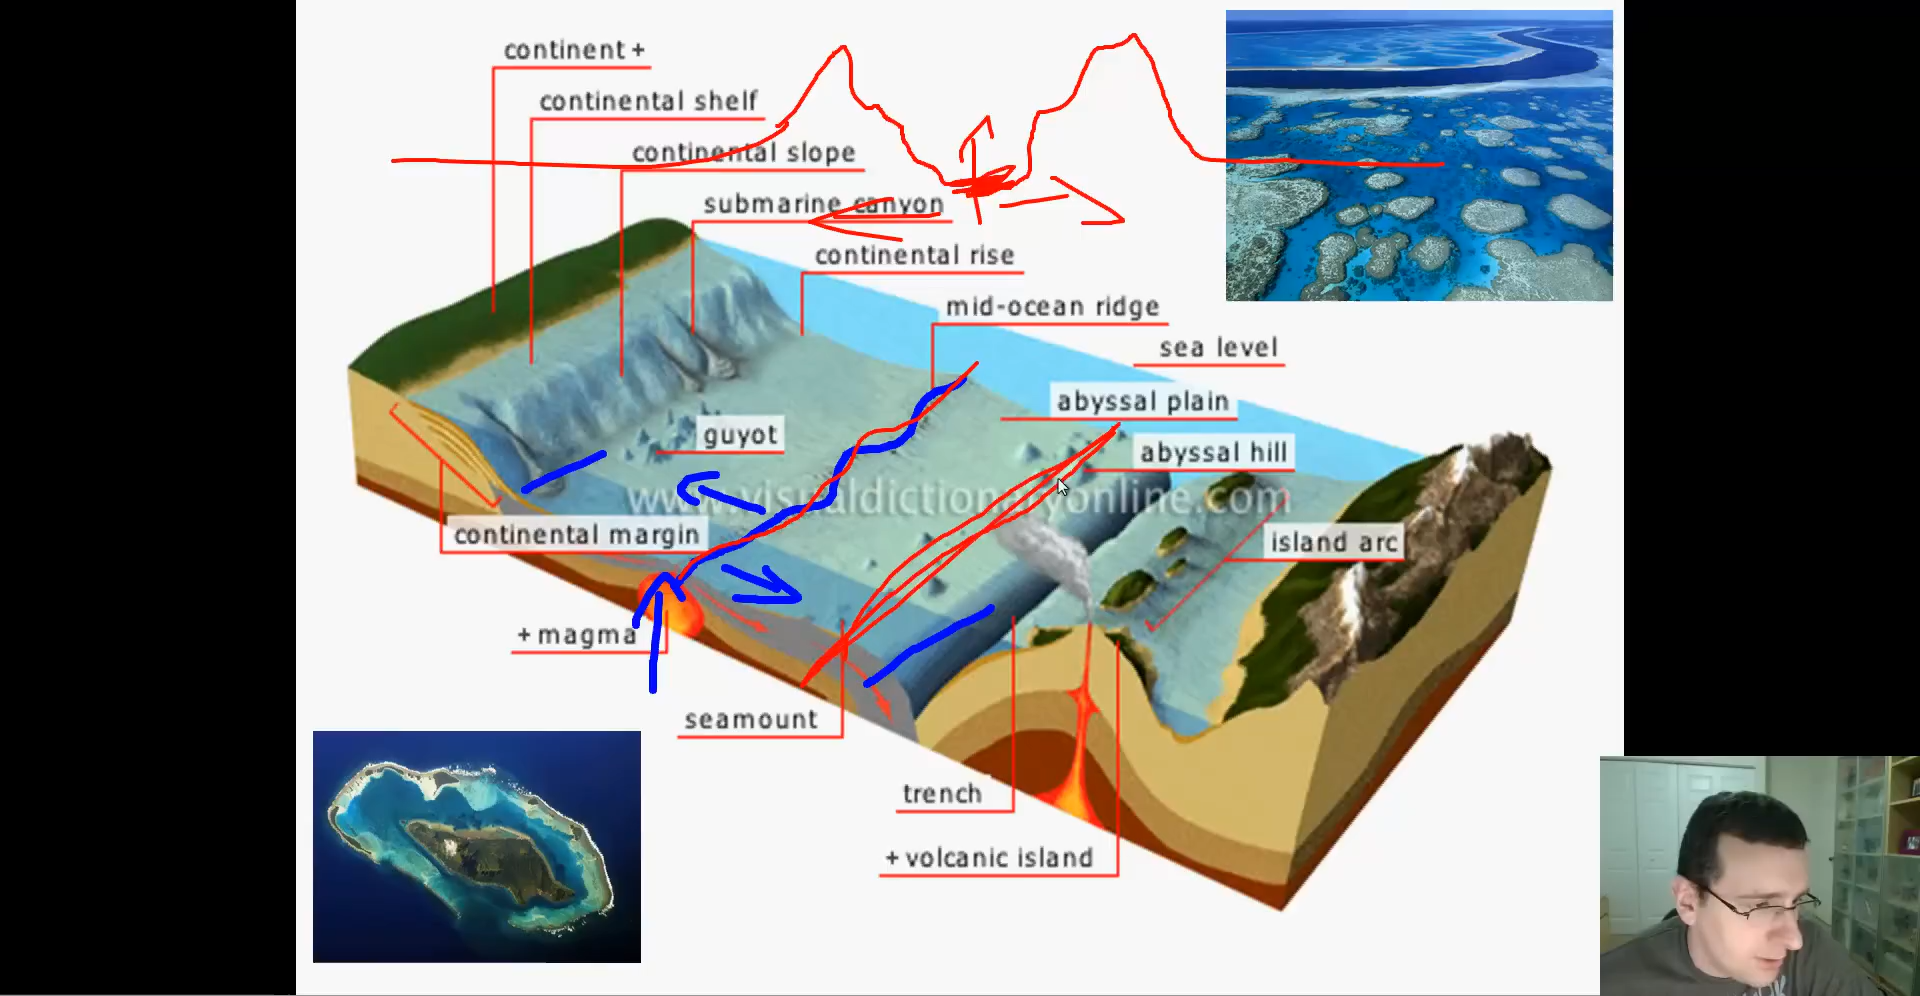 continent +
continental shelf
continental slope
submarine canyon
continental rise
mid-ocean ridge
sea level
abyssal plain
guyot
abyssal hill
www.visualdictionaryonline.com
continental margin
island arc
+ magma
seamount
trench
+ volcanic island